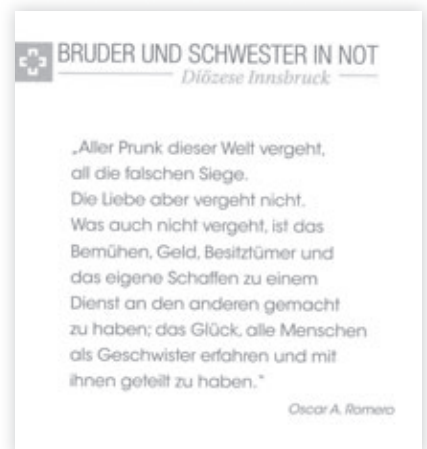 BRUDER UND SCHWESTER IN NOT
Diözese Innsbruck
„Aller Prunk dieser Welt vergeht,
all die falschen Siege.
Die Liebe aber vergeht nicht.
Was auch nicht vergeht, ist das
Bemühen, Geld, Besitztümer und
das eigene Schaffen zu einem
Dienst an den anderen gemacht
zu haben; das Glück, alle Menschen
als Geschwister erfahren und mit
ihnen geteilt zu haben."
Oscar A. Romero